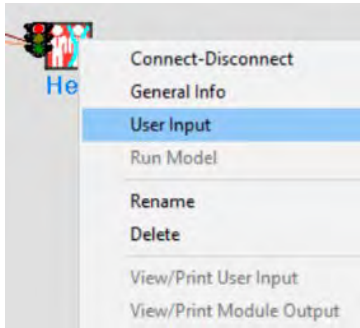 He
Connect-Disconnect
General Info
User Input
Run Model
Rename
Delete
View/Print User Input
View/Print Module Output